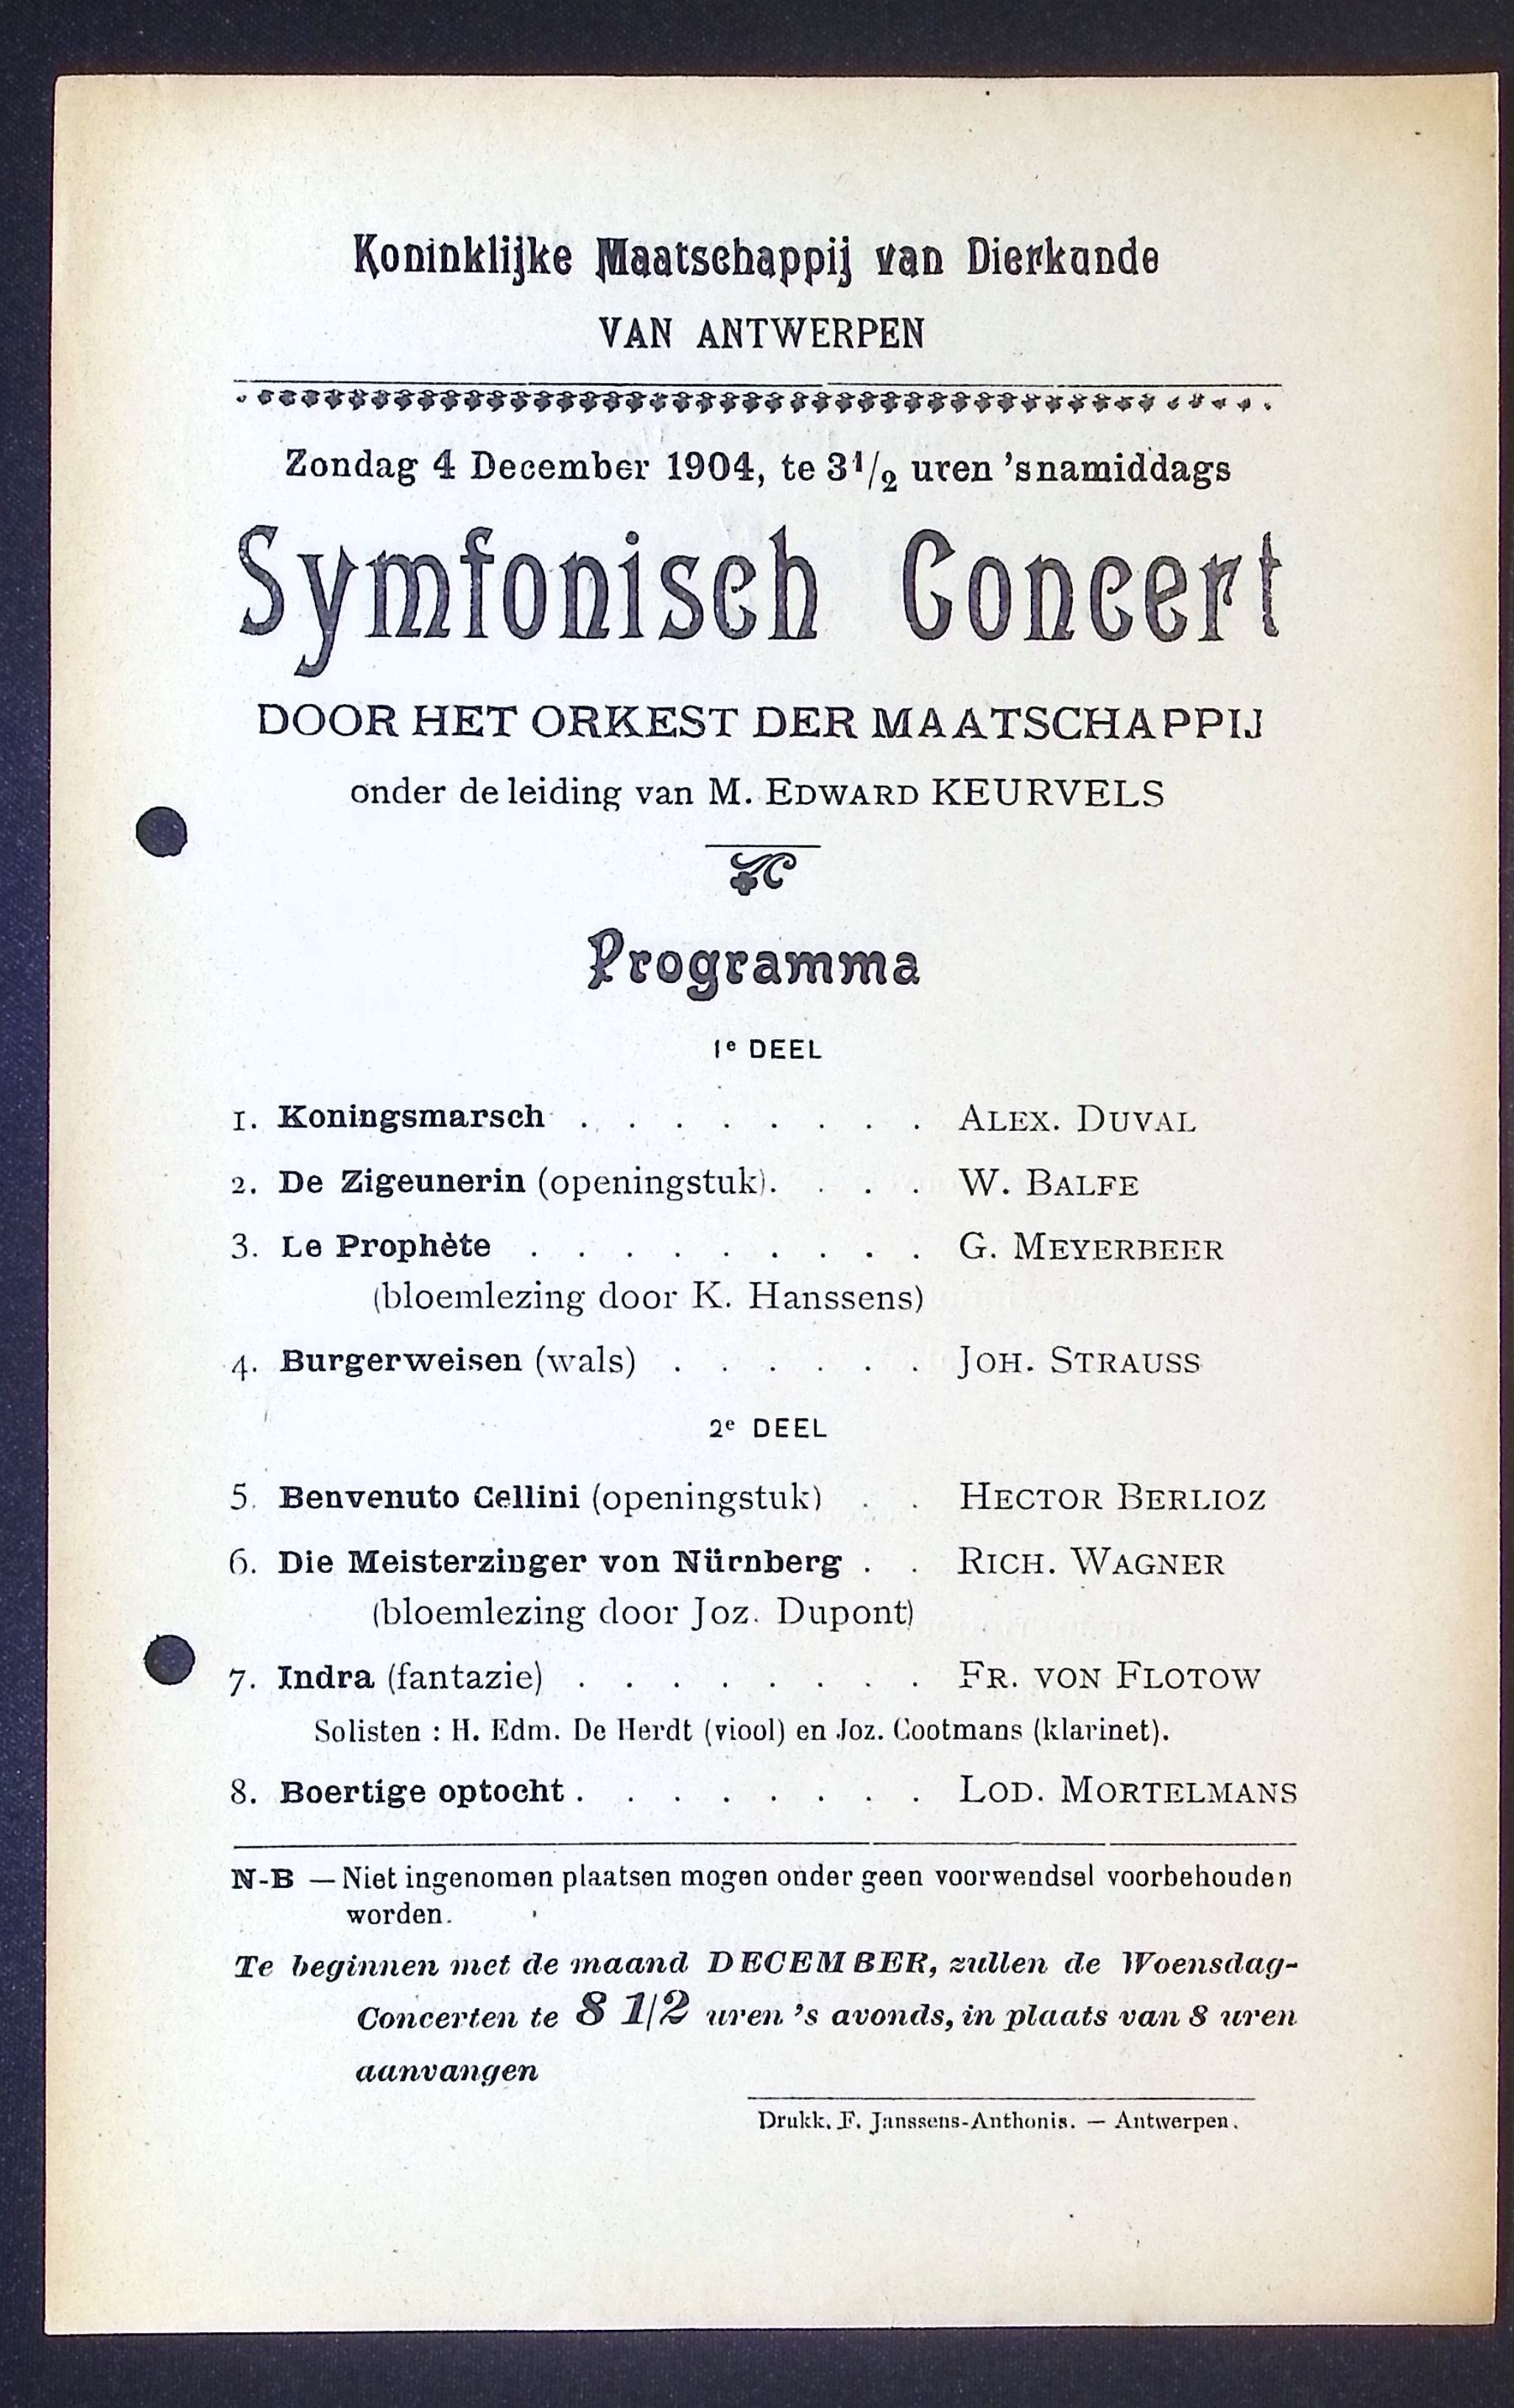 Koninklijke Maatschappij van Dierkunde
VAN ANTWERPEN
Zondag 4 December 1904, te 3 1/2 uren 'snamiddags
Symfonisch Concert
DOOR HET ORKEST DER MAATSCHAPPIJ
onder de leiding van M. EDWARD KEURVELS
Programma
1e DEEL
1. Koningsmarsch . . . . . . . . ALEX. DUVAL
2. De Zigeunerin (openingstuk). . . . W. BALFE
3. Le Prophète . . . . . . . . . G. MEYERBEER
(bloemlezing door K. Hanssens)
4. Burgerweisen (wals) . . . . . . JOH. STRAUSS
2e DEEL
5. Benvenuto Cellini (openingstuk) . . HECTOR BERLIOZ
6. Die Meisterzinger von Nürnberg . . RICH. WAGNER
(bloemlezing door Joz. Dupont)
7. Indra (fantazie) . . . . . . . . FR. VON FLOTOW
Solisten : H. Edm. De Herdt (viool) en Joz. Cootmans (klarinet).
8. Boertige optocht . . . . . . . . LOD. MORTELMANS
N-B — Niet ingenomen plaatsen mogen onder geen voorwendsel voorbehouden
worden.
Te beginnen met de maand DECEMBER, zullen de Woensdag-
Concerten te 8 1/2 uren 's avonds, in plaats van 8 uren
aanvangen
Drukk. F. Janssens-Anthonis. — Antwerpen.